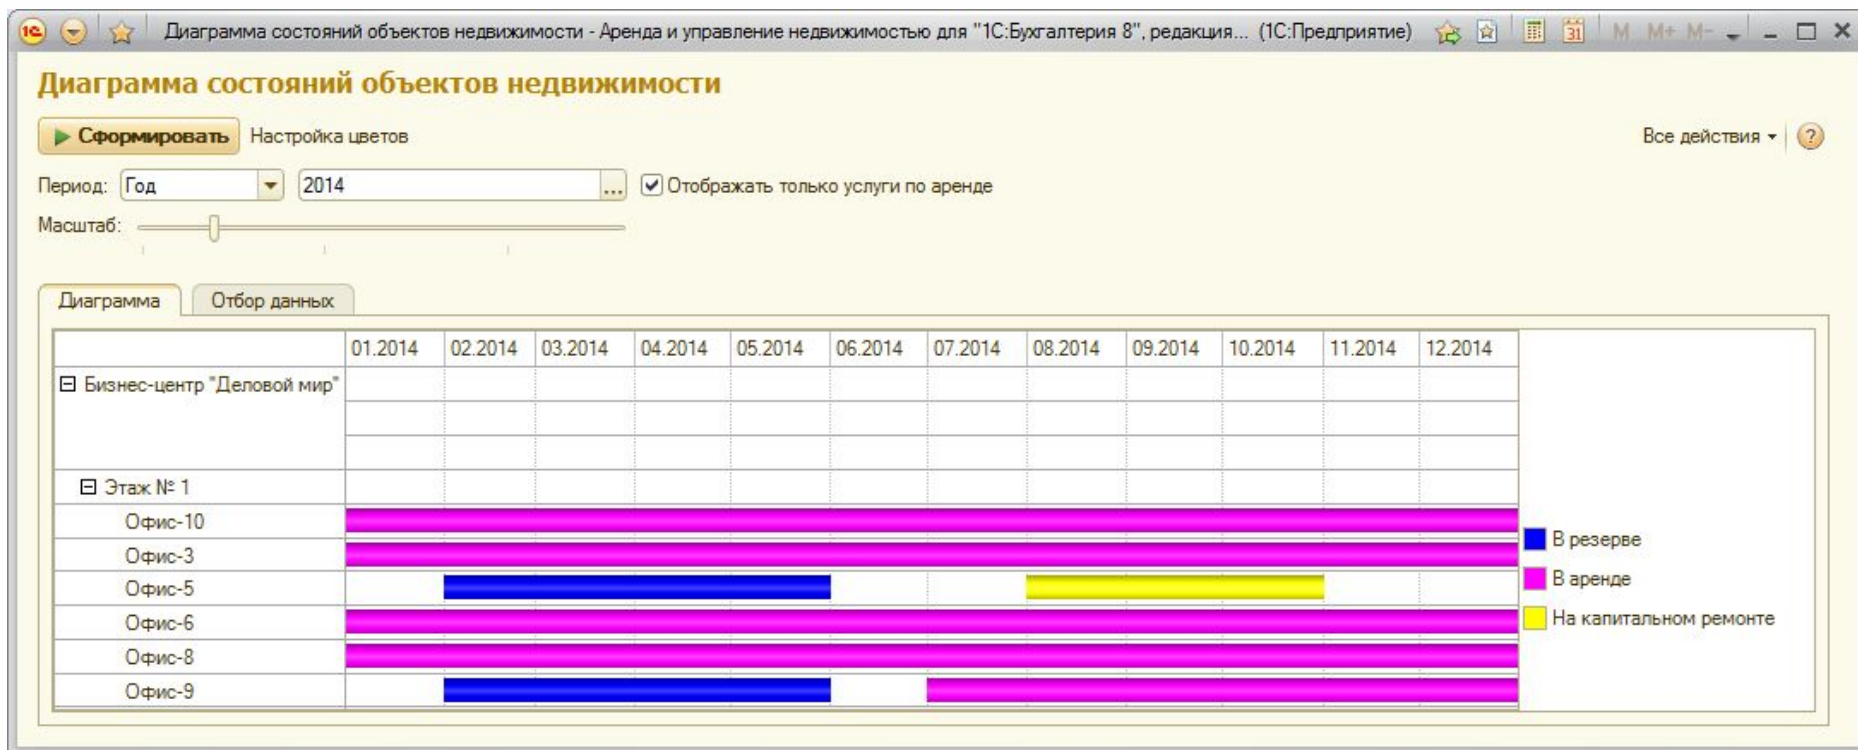 Диаграмма состояний объектов недвижимости - Аренда и управление недвижимостью для "1С:Бухгалтерия 8", редакция... (1С:Предприятие) 31 M M+ M-
Диаграмма состояний объектов недвижимости
Сформировать Настройка цветов Все действия ?
Период: Год 2014 ... Отображать только услуги по аренде
Масштаб:
Диаграмма Отбор данных
01.2014 02.2014 03.2014 04.2014 05.2014 06.2014 07.2014 08.2014 09.2014 10.2014 11.2014 12.2014
Бизнес-центр "Деловой мир"
Этаж № 1
Офис-10
Офис-3
Офис-5
Офис-6
Офис-8
Офис-9
В резерве
В аренде
На капитальном ремонте